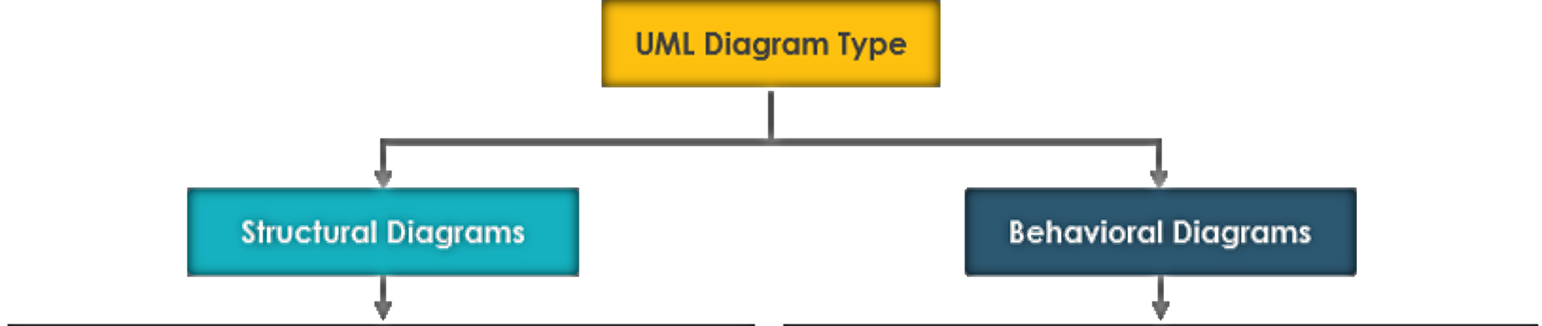 UML Diagram Type
Structural Diagrams
Behavioral Diagrams